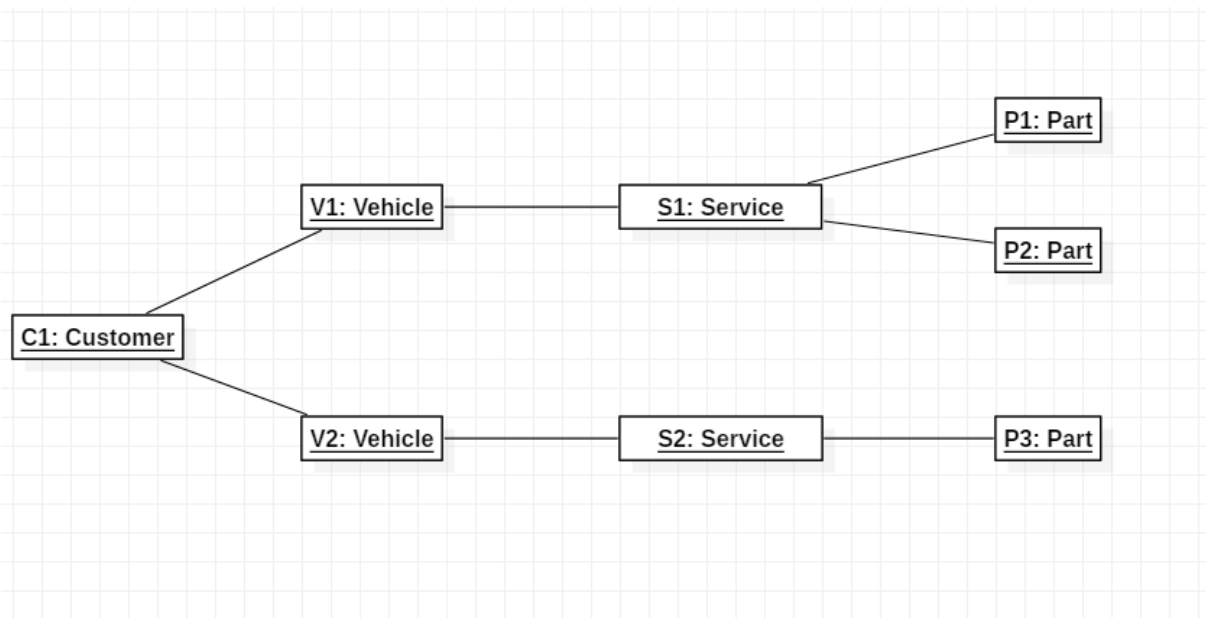 P1: Part
V1: Vehicle
S1: Service
P2: Part
C1: Customer
V2: Vehicle
S2: Service
P3: Part